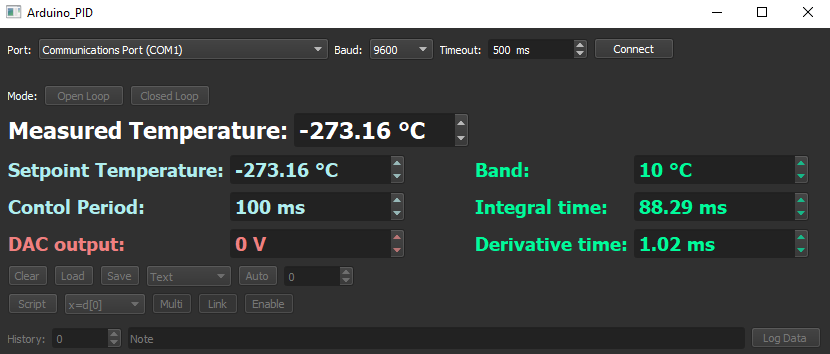 Arduino_PID
Port: Communications Port (COM1) Baud: 9600 Timeout: 500 ms Connect
Mode: Open Loop Closed Loop
Measured Temperature: -273.16 °C
Setpoint Temperature: -273.16 °C Band: 10 °C
Contol Period: 100 ms Integral time: 88.29 ms
DAC output: 0 V Derivative time: 1.02 ms
Clear Load Save Text Auto 0
Script x=d[0] Multi Link Enable
History: 0 Note Log Data